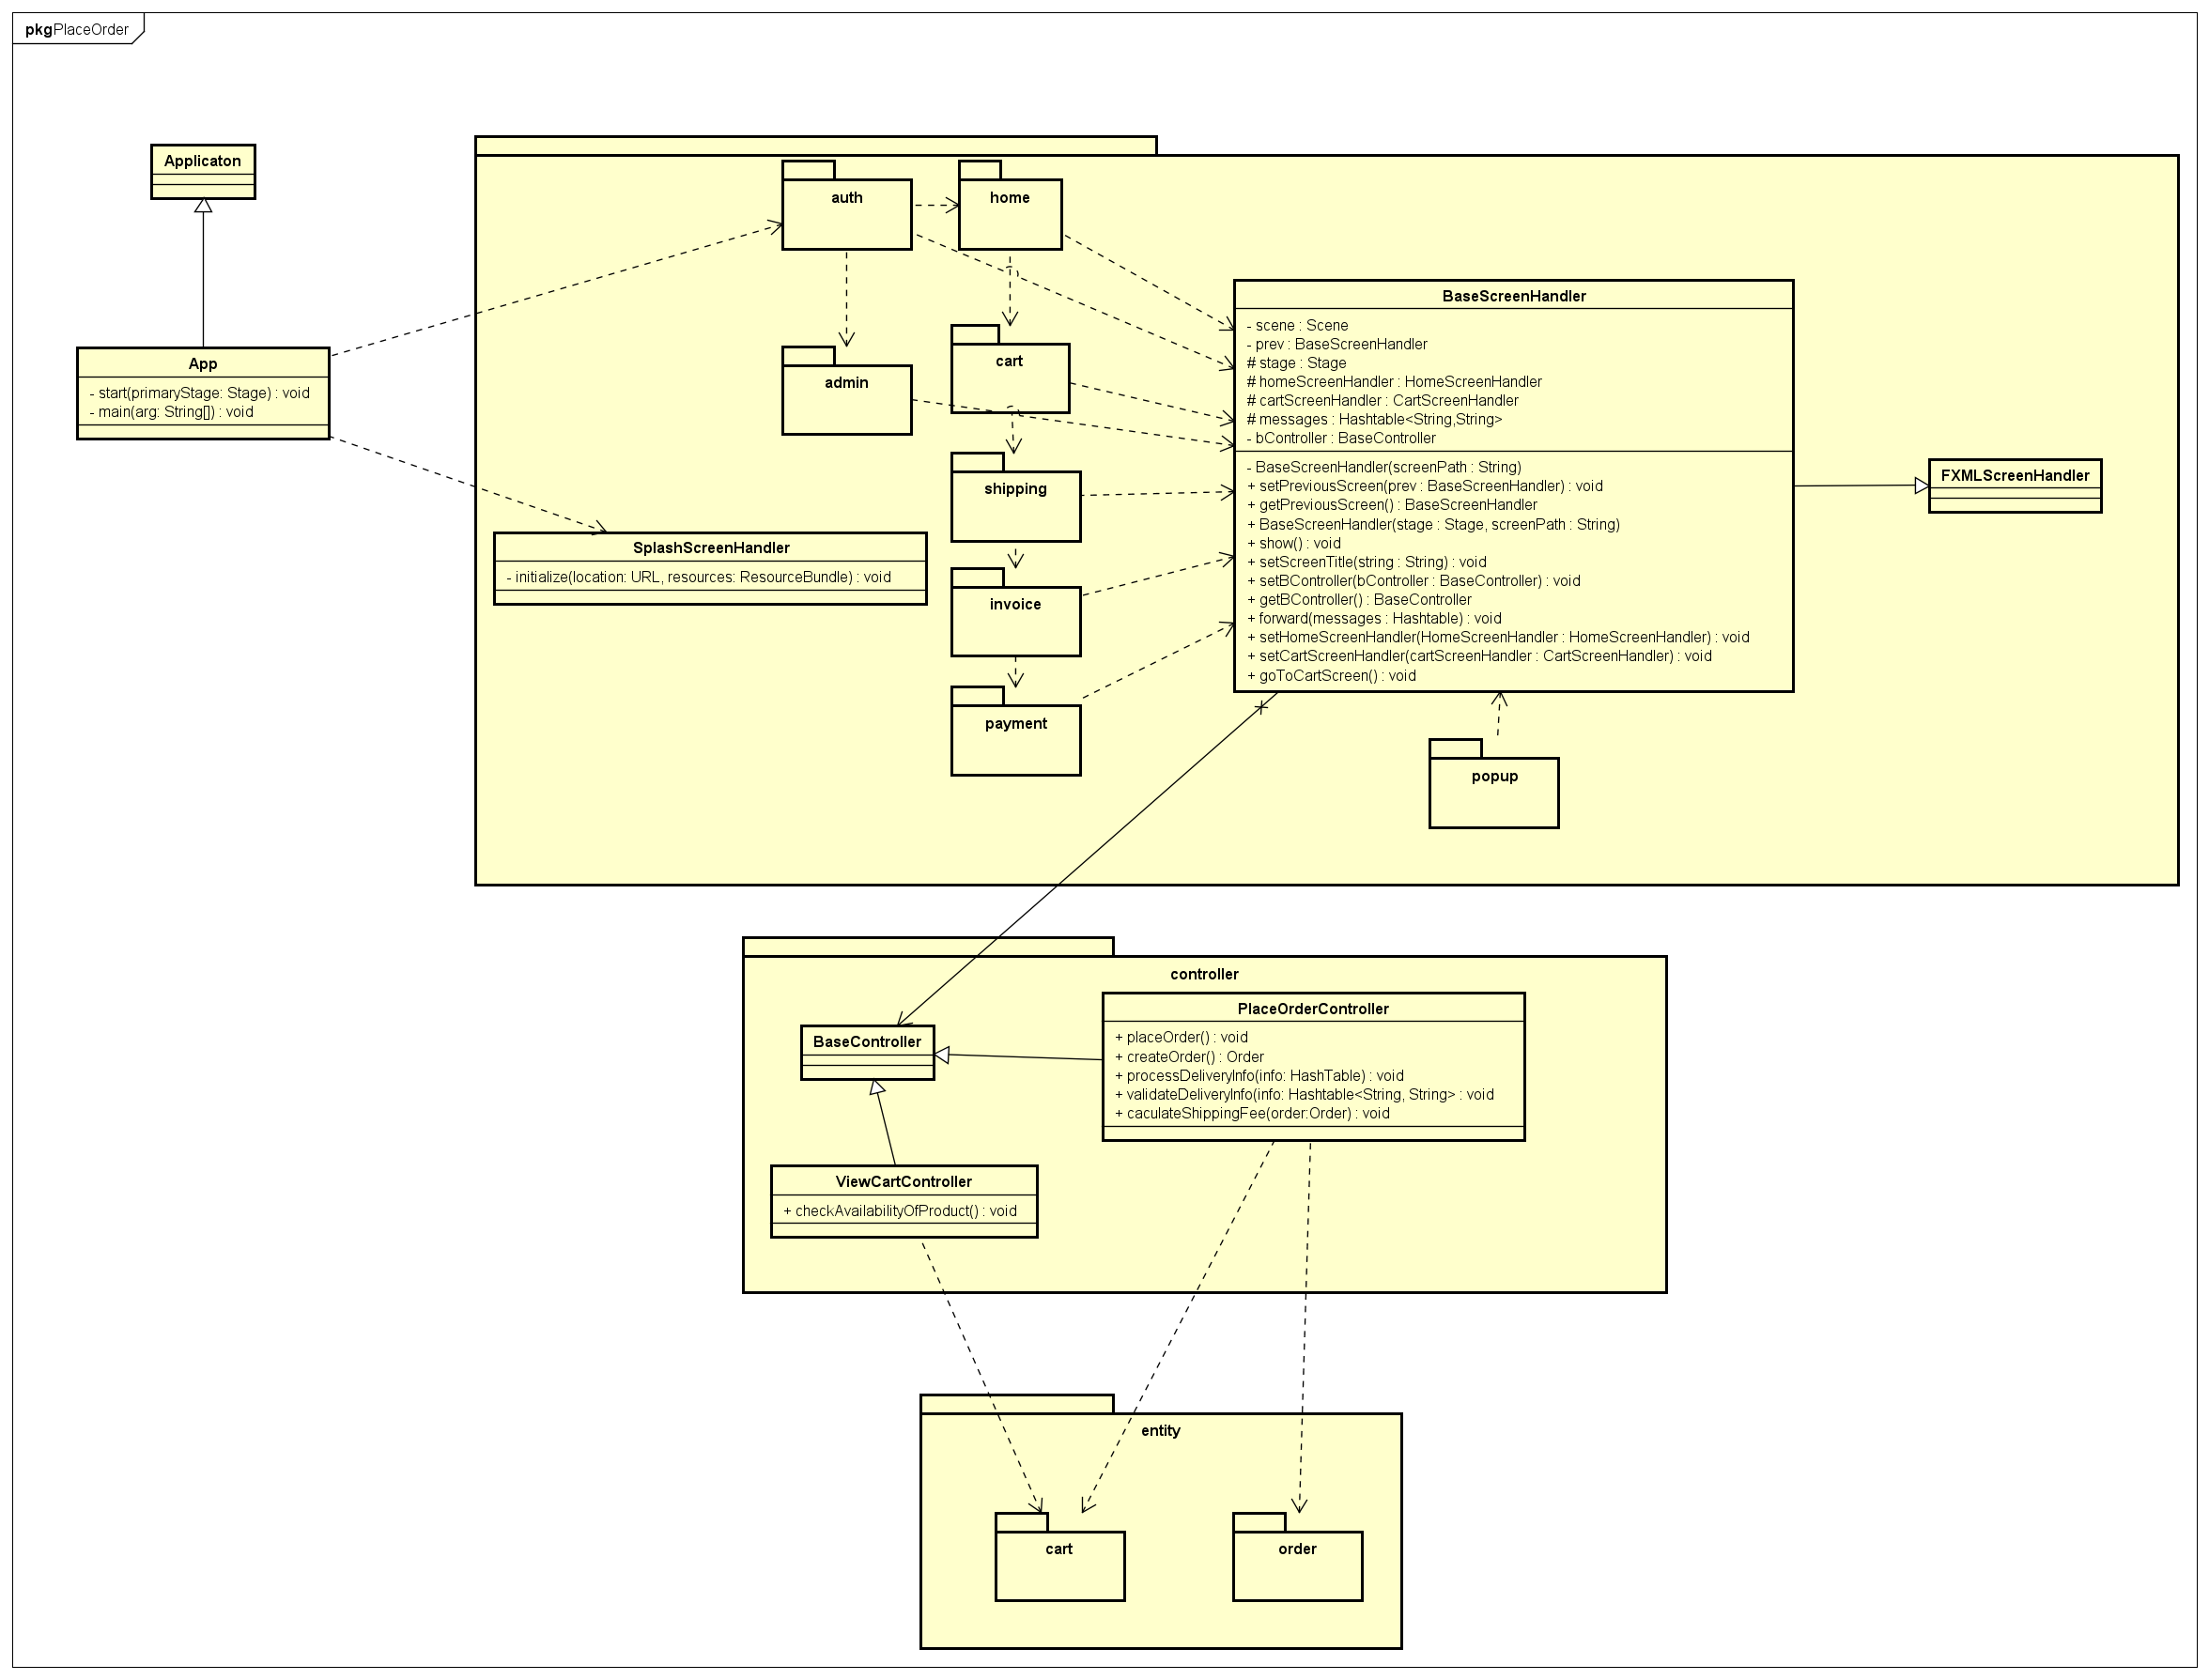 pkgPlaceOrder
Applicaton
App
- start(primaryStage: Stage) : void
- main(arg: String[]) : void
auth
home
admin
cart
shipping
invoice
payment
SplashScreenHandler
- initialize(location: URL, resources: ResourceBundle) : void
BaseScreenHandler
- scene : Scene
- prev : BaseScreenHandler
# stage : Stage
# homeScreenHandler : HomeScreenHandler
# cartScreenHandler : CartScreenHandler
# messages : Hashtable<String,String>
- bController : BaseController
- BaseScreenHandler(screenPath : String)
+ setPreviousScreen(prev : BaseScreenHandler) : void
+ getPreviousScreen() : BaseScreenHandler
+ BaseScreenHandler(stage : Stage, screenPath : String)
+ show() : void
+ setScreenTitle(string : String) : void
+ setBController(bController : BaseController) : void
+ getBController() : BaseController
+ forward(messages : Hashtable) : void
+ setHomeScreenHandler(HomeScreenHandler : HomeScreenHandler) : void
+ setCartScreenHandler(cartScreenHandler : CartScreenHandler) : void
+ goToCartScreen() : void
FXMLScreenHandler
popup
controller
BaseController
PlaceOrderController
+ placeOrder() : void
+ createOrder() : Order
+ processDeliveryInfo(info: HashTable) : void
+ validateDeliveryInfo(info: Hashtable<String, String> : void
+ caculateShippingFee(order:Order) : void
ViewCartController
+ checkAvailabilityOfProduct() : void
entity
cart
order